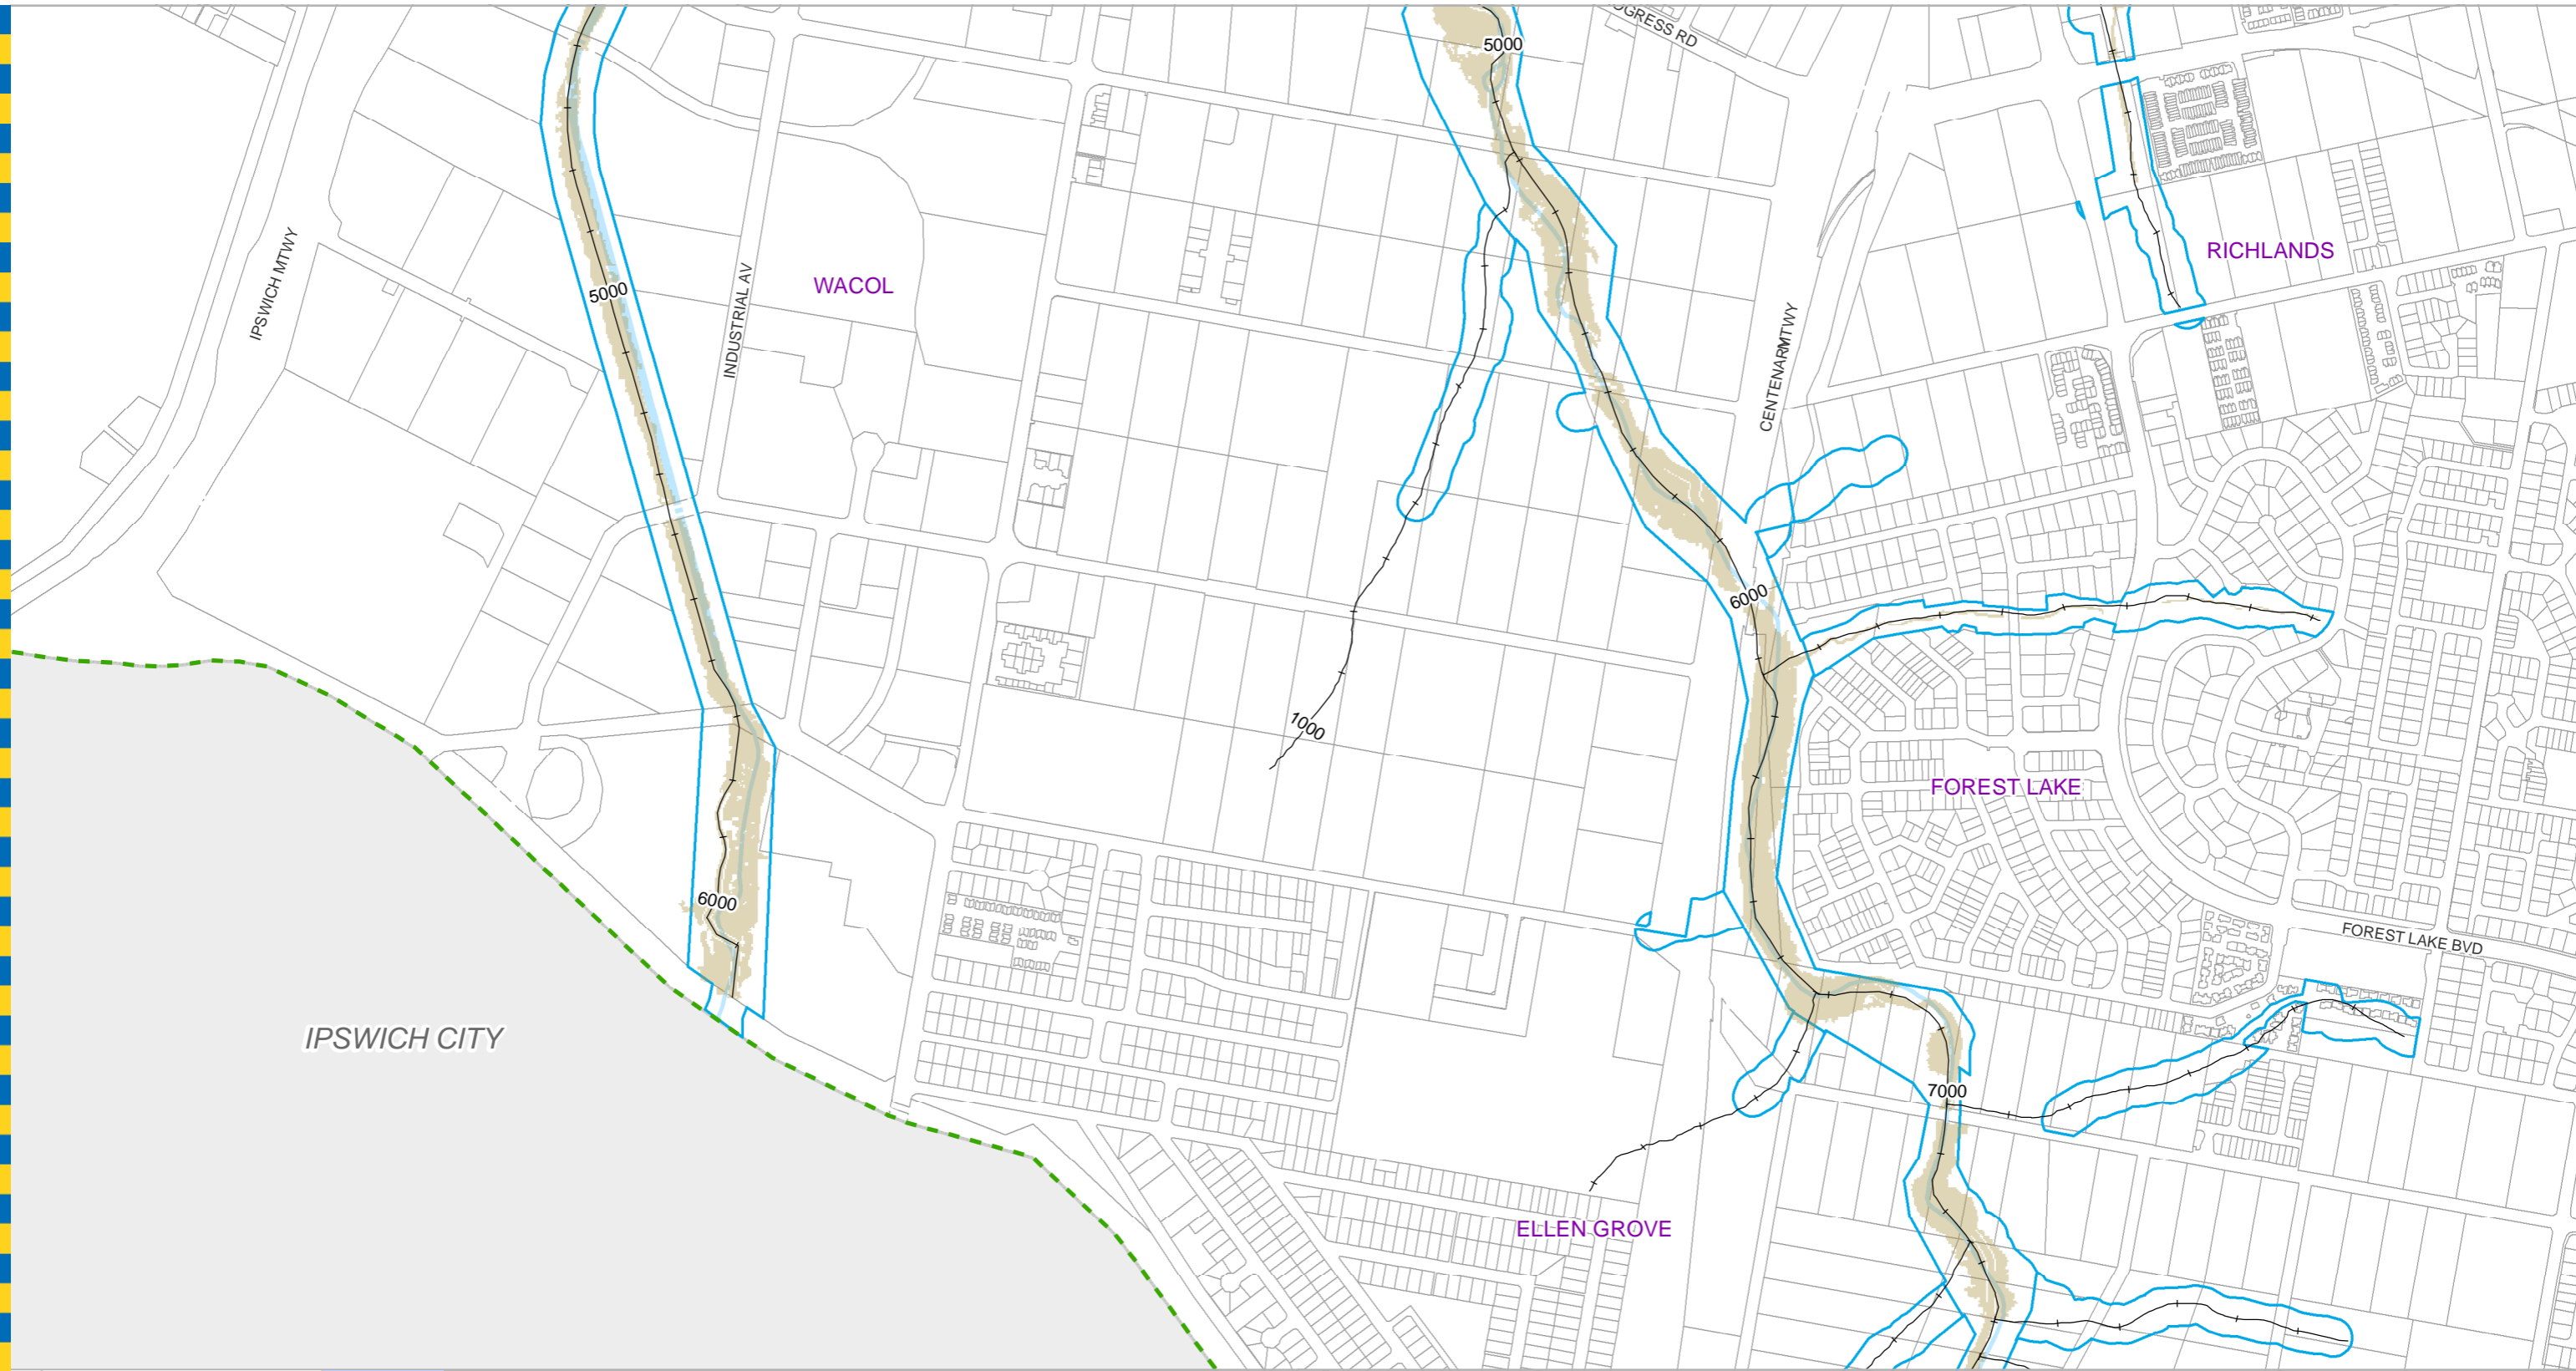 OGRESS RD
5000
RICHLANDS
IPSWICH MTWY
WACOL
5000
INDUSTRIAL AV
CENTENARY MTWY
6000
1000
FOREST LAKE
6000
FOREST LAKE BVD
IPSWICH CITY
7000
ELLEN GROVE